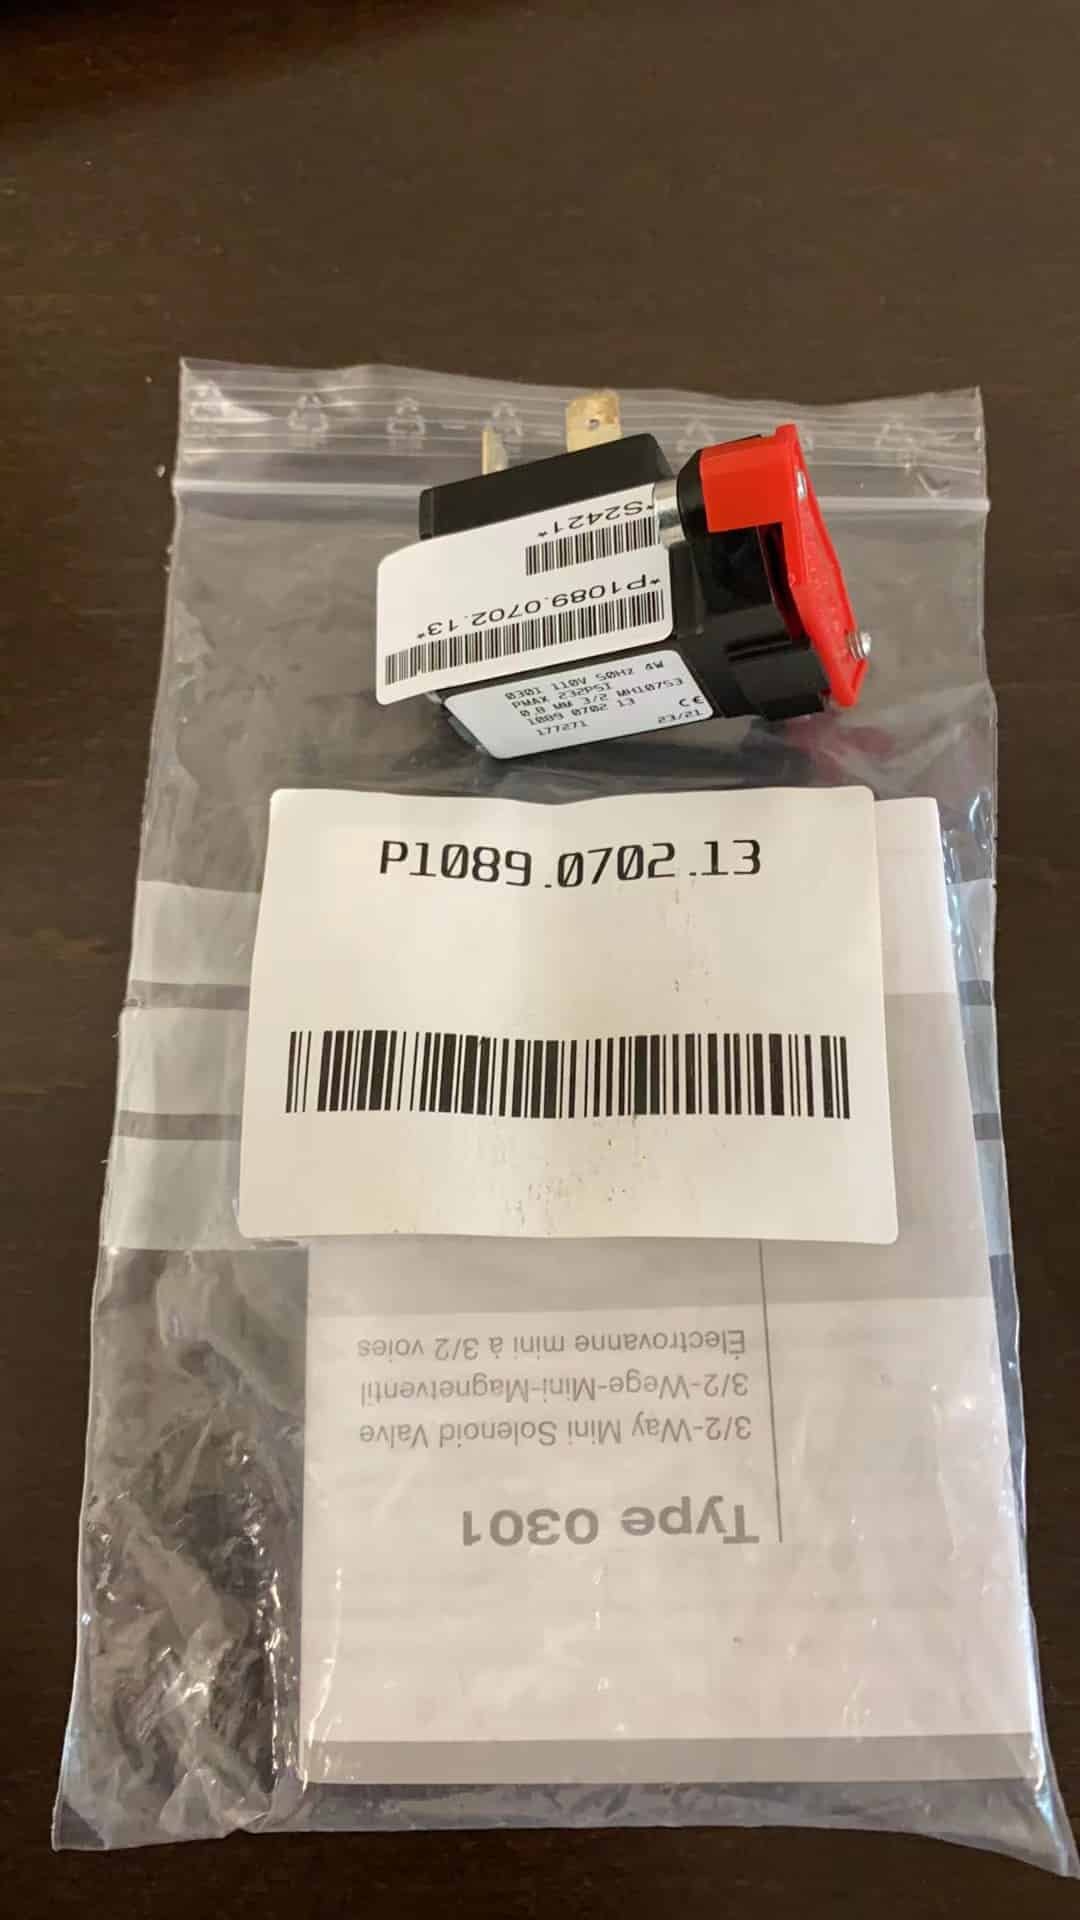 *S2421*
*P1089.0702.13*
0301 110V 50Hz 4W
PMAX 232PSI
0.8 MM 3/2 MH10753
1089 0702 13
177271 23/21
CE
P1089.0702.13
Type 0301
3/2-Way Mini Solenoid Valve
3/2-Wege-Mini-Magnetventil
Électrovanne mini à 3/2 voies